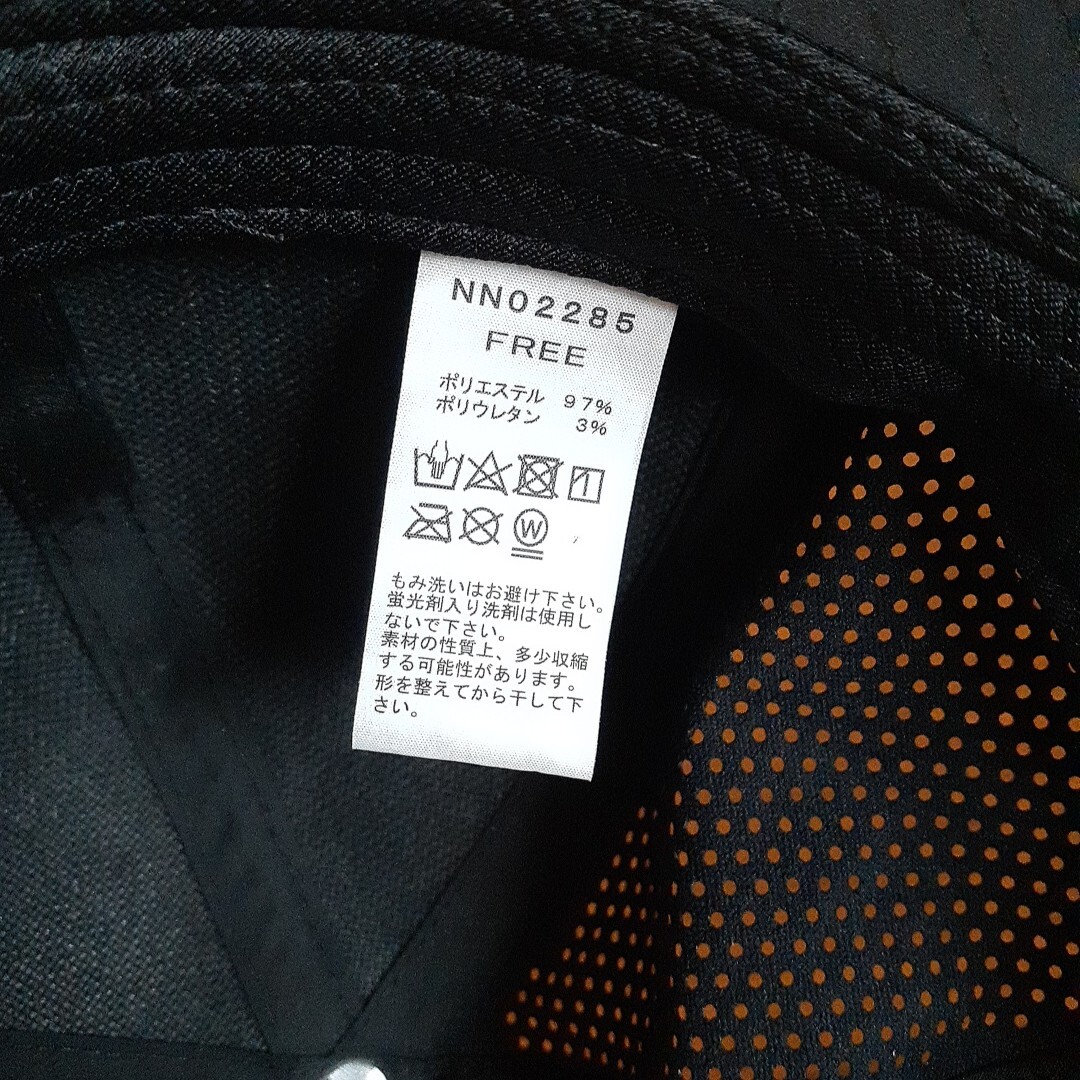 NN02285
FREE
ポリエステル 97%
ポリウレタン 3%
W
もみ洗いはお避け下さい。
蛍光剤入り洗剤は使用し
ないで下さい。
素材の性質上、多少収縮
する可能性があります。
形を整えてから干して下
さい。